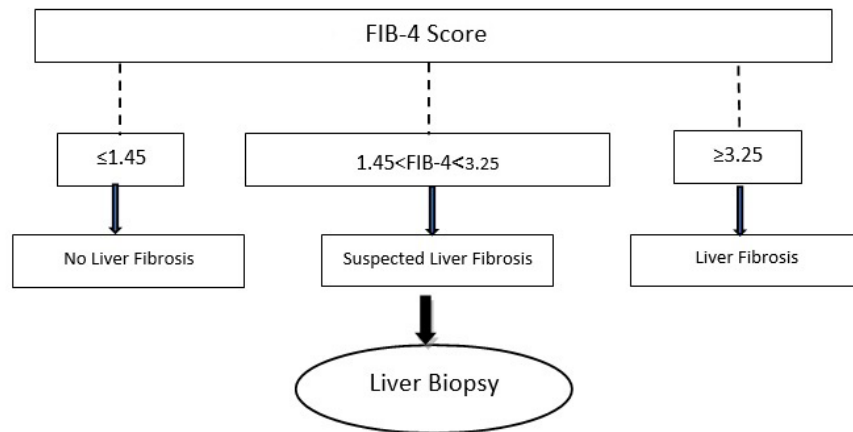 FIB-4 Score
≤1.45
1.45<FIB-4<3.25
≥3.25
No Liver Fibrosis
Suspected Liver Fibrosis
Liver Fibrosis
Liver Biopsy